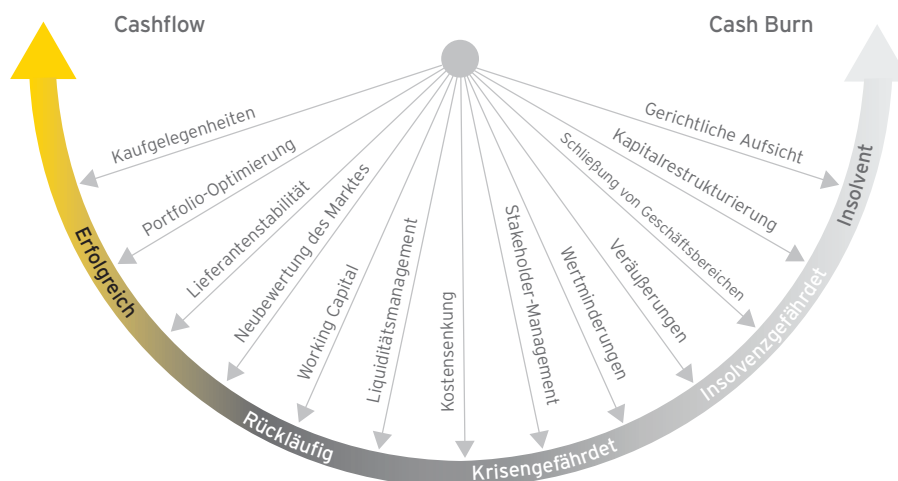 Cashflow
Cash Burn
Kaufgelegenheiten
Portfolio-Optimierung
Lieferantenstabilität
Neubewertung des Marktes
Working Capital
Liquiditätsmanagement
Kostensenkung
Stakeholder-Management
Wertminderungen
Veräußerungen
Schließung von Geschäftsbereichen
Kapitalrestrukturierung
Gerichtliche Aufsicht
Erfolgreich
Rückläufig
Krisengefährdet
Insolvenzgefährdet
Insolvent